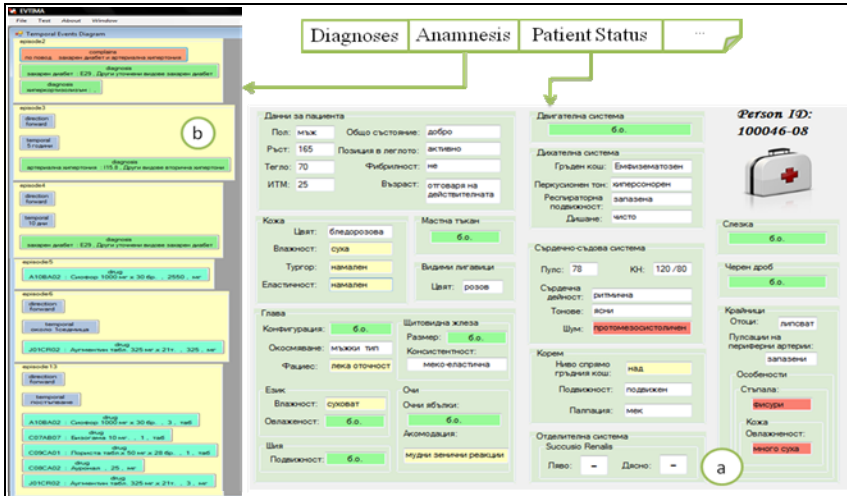 EVTIMA
File Text About Window
Temporal Events Diagram
Diagnoses Anamnesis Patient Status ...
episode2
complains
по повод : захарен диабет и артериална хипертония
diagnosis
захарен диабет : E29 , Други уточнени видове захарен диабет
diagnosis
хиперкортизолизъм : ,
episode3
direction
forward
temporal
5 години
diagnosis
артериална хипертония : I15.8 , Други видове вторична хипертония
episode4
direction
forward
temporal
10 дни
diagnosis
захарен диабет : E29 , Други уточнени видове захарен диабет
episode5
drug
A10BA02 : Сиофор 1000 мг x 30 бр. , 2550 , мг
episode6
direction
forward
temporal
около 1седмица
drug
J01CR02 : Аугментин табл. 325 мг x 21т. , 325 , мг
episode13
direction
forward
temporal
постъпване
drug
A10BA02 : Сиофор 1000 мг x 30 бр. , 3 , таб
drug
C07AB07 : Бизогама 10 мг. , 1 , таб
drug
C09CA01 : Лориста табл x 50 мг x 28 бр. , 1 , таб
drug
C08CA02 : , 25 , мг
drug
J01CR02 : Аугментин табл. 325 мг x 21т. , 3 , мг
b
Данни за пациента
Пол: мъж Общо състояние: добро
Ръст: 165 Позиция в леглото: активно
Тегло: 70 Фибрилност: не
ИТМ: 25 Възраст: отговаря на
действителната
Кожа
Цвят: бледорозова
Влажност: суха
Тургор: намален
Еластичност: намален
Мастна тъкан
б.о.
Видими лигавици
Цвят: розов
Глава
Конфигурация: б.о.
Окосмяване: мъжки тип
Фациес: лека оточност
Щитовидна жлеза
Размер: б.о.
Консистентност:
меко-еластична
Език
Влажност: суховат
Овлаженост: б.о.
Очи
Очни ябълки:
б.о.
Акомодация:
мудни зенични реакции
Шия
Подвижност: б.о.
Двигателна система
б.о.
Дихателна система
Гръден кош: Емфизематозен
Перкусионен тон: хиперсонорен
Респираторна
подвижност: запазена
Дишане: чисто
Сърдечно-съдова система
Пулс: 78 КН: 120 /80
Сърдечна
дейност: ритмична
Тонове: ясни
Шум: протомезосистоличен
Корем
Ниво спрямо
гръдния кош: над
Подвижност: подвижен
Палпация: мек
Отделителна система
Succusio Renalis
Ляво: – Дясно: –
a
Person ID:
100046-08
Слезка
б.о.
Черен дроб
б.о.
Крайници
Отоци: липсват
Пулсации на
периферни артерии:
запазени
Особености
Стъпала:
фисури
Кожа
Овлажненост:
много суха